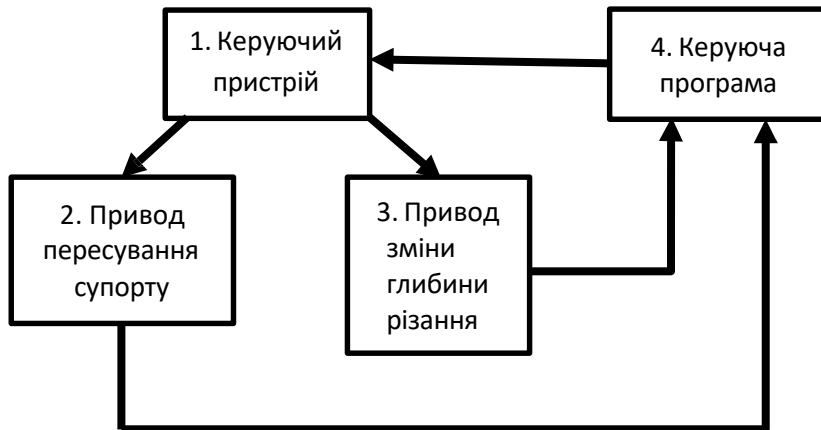 1. Керуючий
пристрій
4. Керуюча
програма
2. Привод
пересування
супорту
3. Привод
зміни
глибини
різання